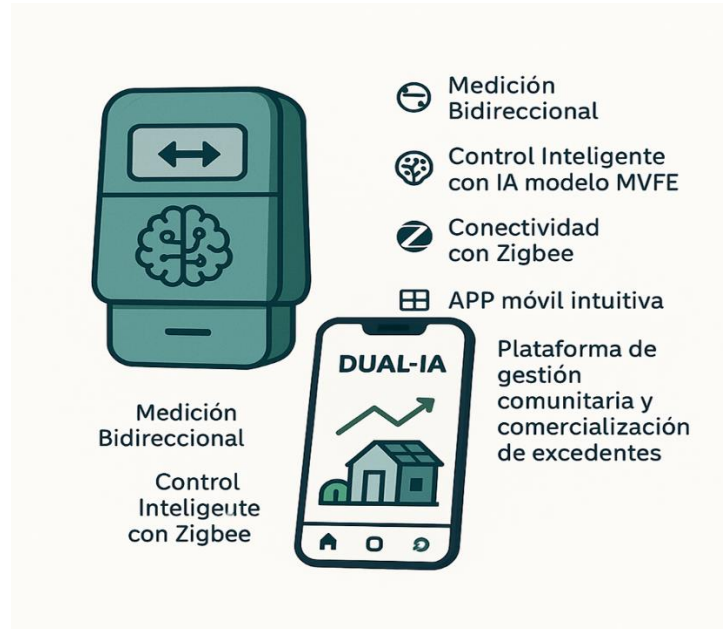 Medición
Bidireccional
Control Inteligente
con IA modelo MVFE
Conectividad
con Zigbee
APP móvil intuitiva
Plataforma de
gestión
comunitaria y
comercialización
de excedentes
DUAL-IA
Medición
Bidireccional
Control
Inteligeute
con Zigbee